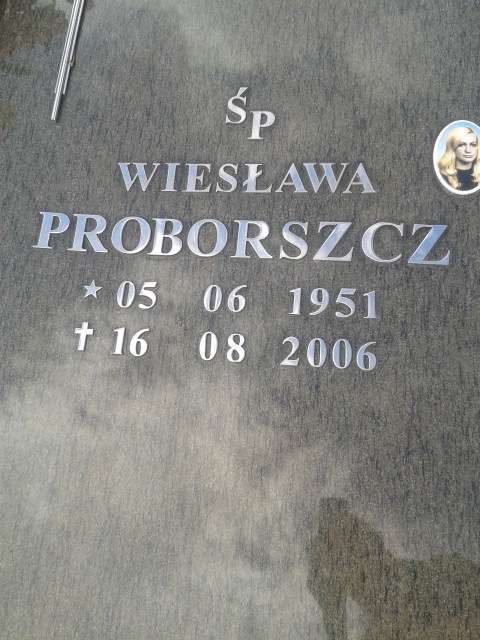 ŚP
WIESŁAWA
PROBORSZCZ
★ 05 06 1951
✝ 16 08 2006